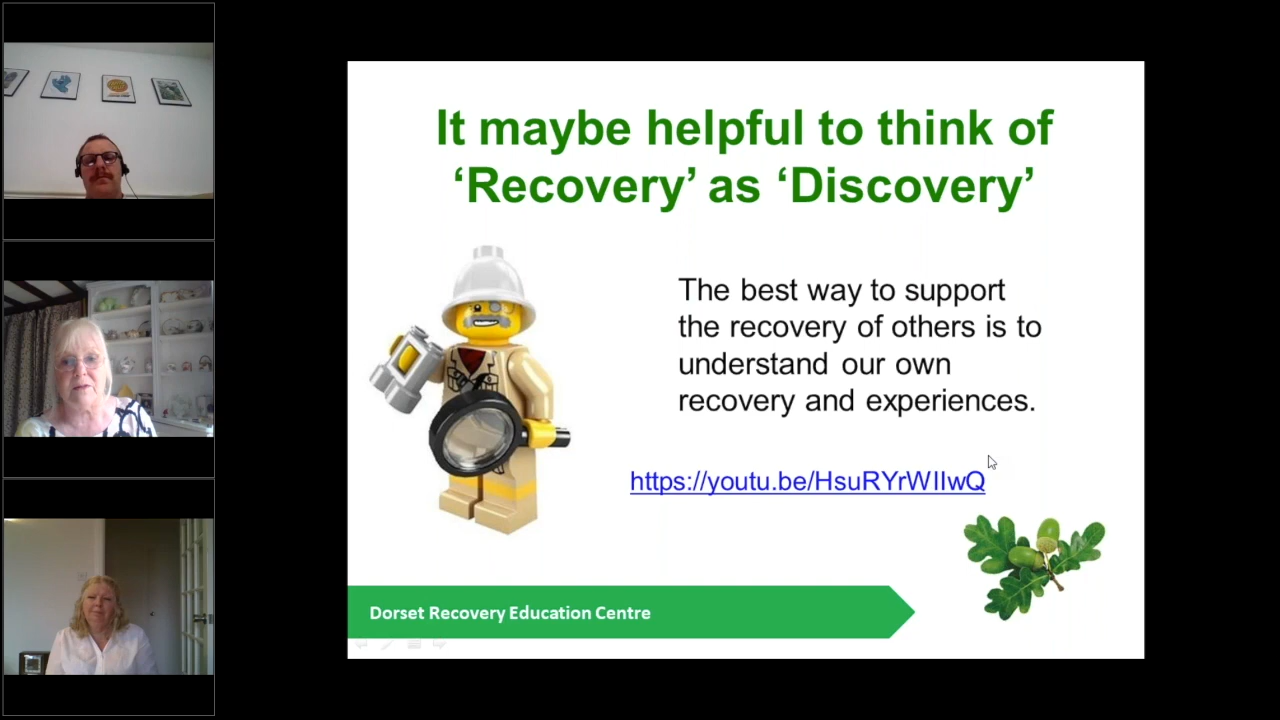 It maybe helpful to think of
‘Recovery’ as ‘Discovery’
The best way to support
the recovery of others is to
understand our own
recovery and experiences.
https://youtu.be/HsuRYrWIIwQ
Dorset Recovery Education Centre